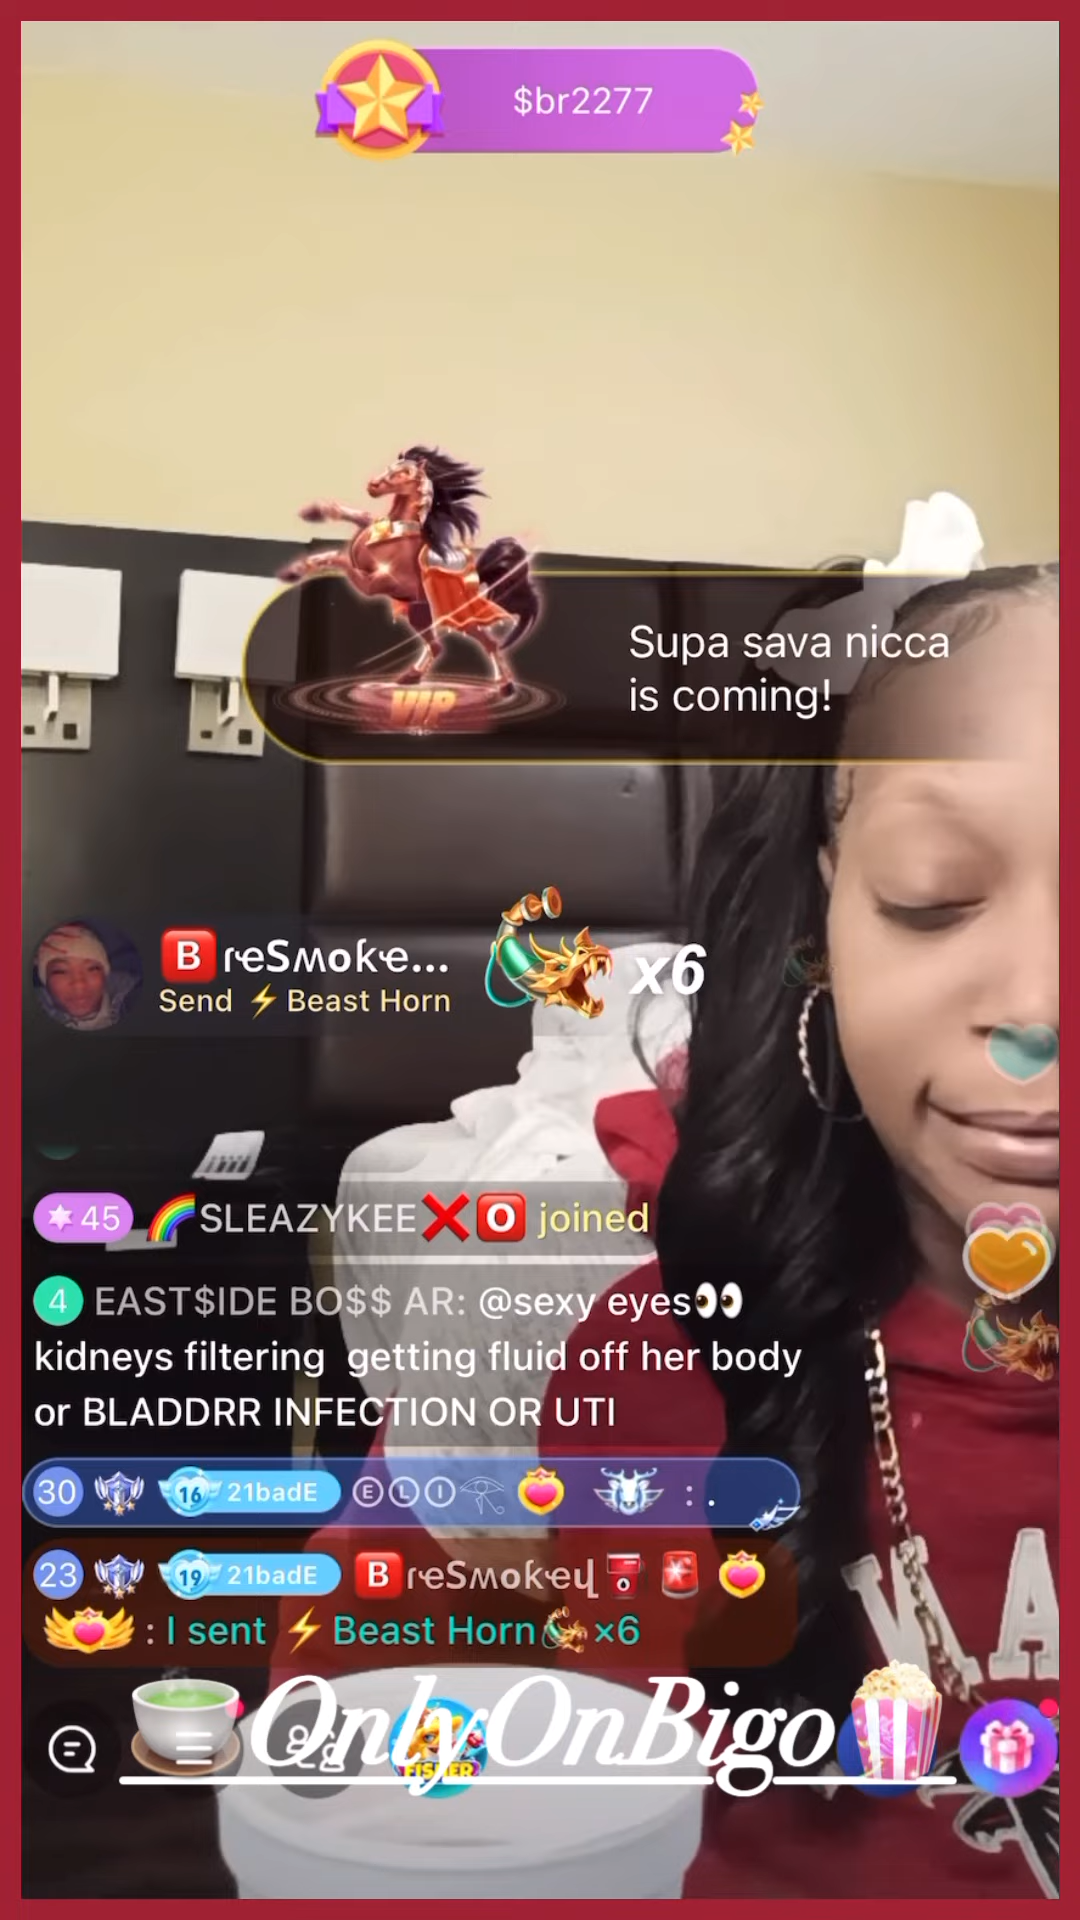 $br2277
Supa sava nicca
is coming!
VIP
🅱reSmoke...
Send ⚡Beast Horn
x6
45 🌈SLEAZYKEE❌🅾 joined
4 EAST$IDE BO$$ AR: @sexy eyes👀
kidneys filtering getting fluid off her body
or BLADDRR INFECTION OR UTI
30 16 21badE ⒺⓁⒾ : .
23 19 21badE 🅱reSmokey
: I sent ⚡Beast Horn ×6
OnlyOnBigo
FISHER